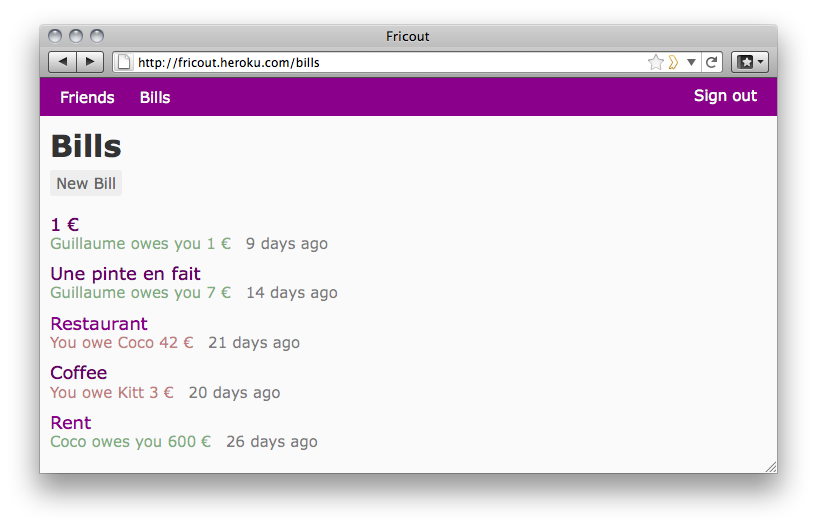 Fricout
http://fricout.heroku.com/bills
Friends Bills Sign out
Bills
New Bill
1 €
Guillaume owes you 1 € 9 days ago
Une pinte en fait
Guillaume owes you 7 € 14 days ago
Restaurant
You owe Coco 42 € 21 days ago
Coffee
You owe Kitt 3 € 20 days ago
Rent
Coco owes you 600 € 26 days ago